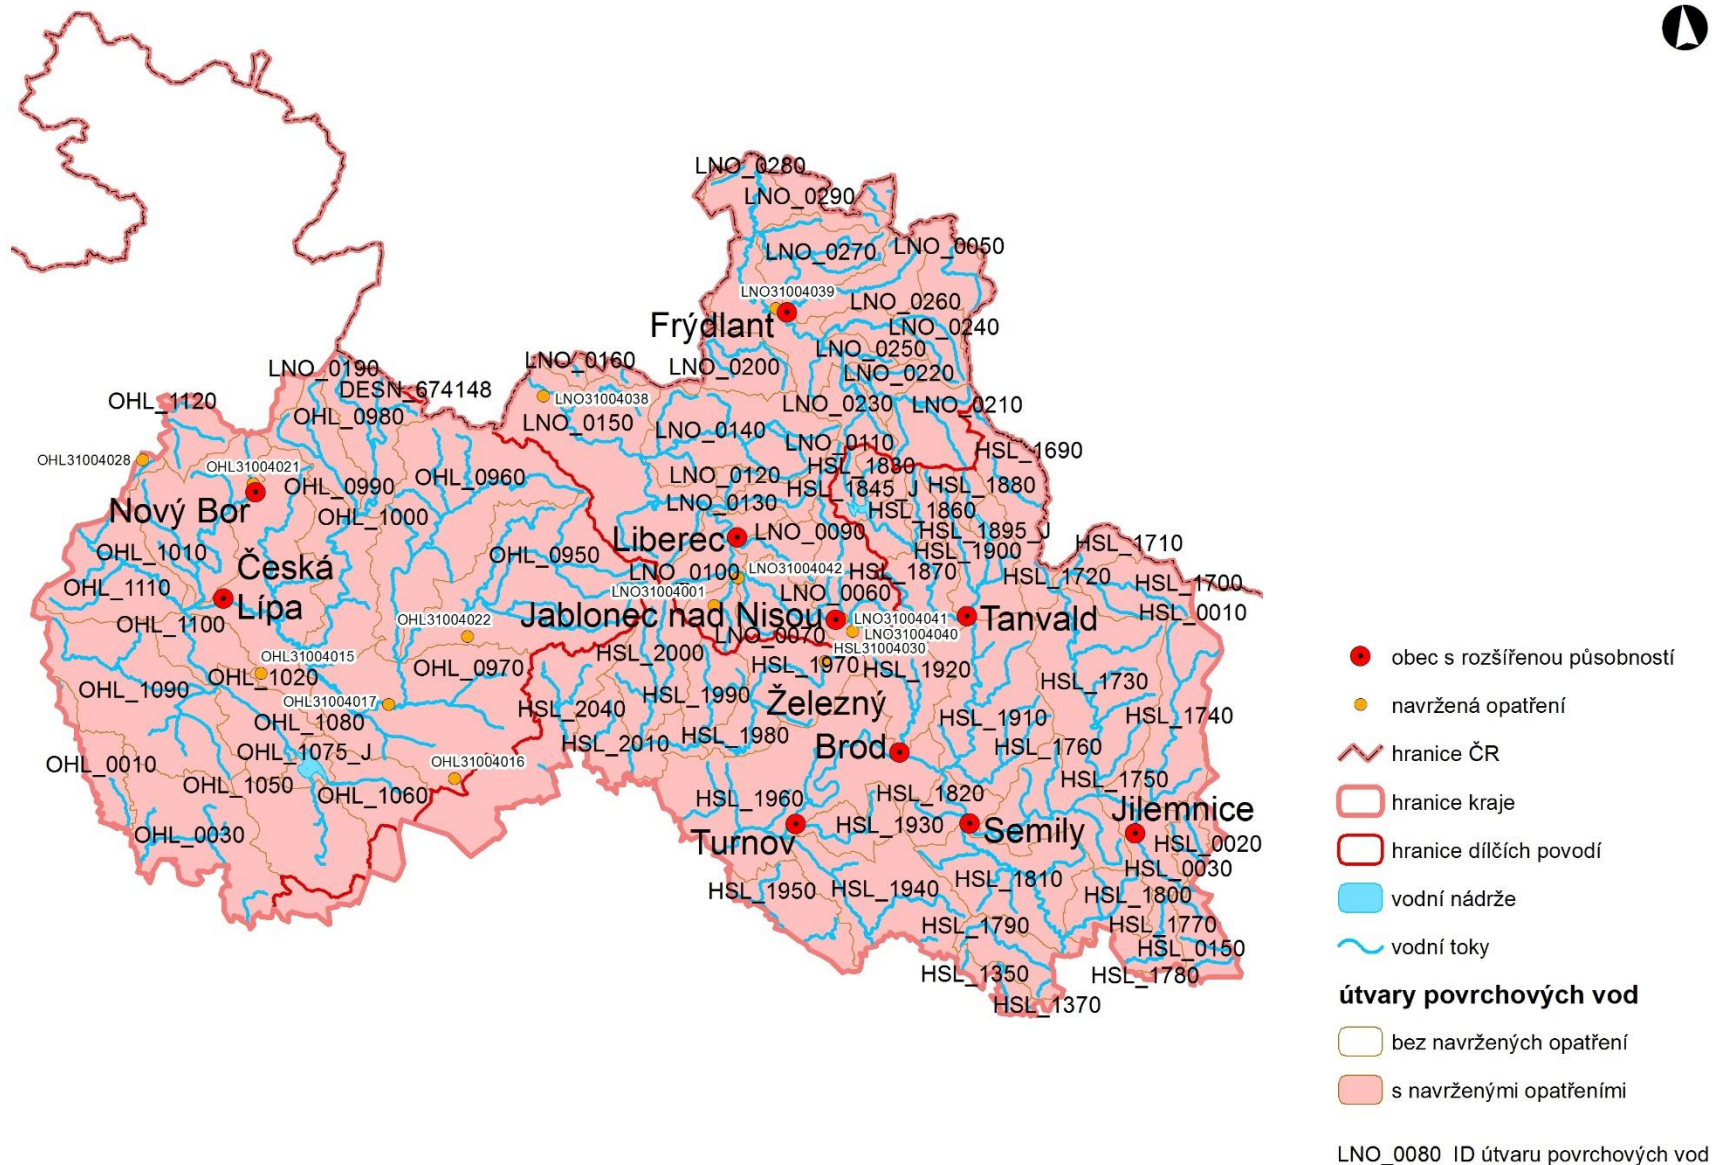 LNO_0280
LNO_0290
LNO_0270
LNO_0050
LNO31004039
LNO_0260
Frýdlant
LNO_0240
LNO_0250
LNO_0160
LNO_0190
LNO_0200
LNO_0220
DESN_674148
OHL_1120
LNO31004038
LNO_0230
LNO_0210
OHL_0980
LNO_0150
LNO_0140
LNO_0110
HSL_1690
OHL31004028
OHL31004021
HSL_1830
OHL_0960
LNO_0120
OHL_0990
HSL_1845_J
HSL_1880
Nový Bor
OHL_1000
LNO_0130
HSL_1860
Liberec
LNO_0090
HSL_1895_J
OHL_1010
OHL_0950
HSL_1900
HSL_1710
Česká
Lípa
LNO_0100
LNO31004042
HSL_1870
HSL_1720
HSL_1700
OHL_1110
LNO31004001
LNO_0060
HSL_0010
OHL_1100
OHL31004022
Jablonec nad Nisou
LNO31004041
Tanvald
LNO_0070
LNO31004040
HSL31004030
OHL31004015
HSL_2000
OHL_1020
OHL_0970
HSL_1970
HSL_1920
OHL_1090
OHL31004017
HSL_1990
HSL_1730
HSL_2040
Železný
Brod
OHL_1080
HSL_1910
HSL_1740
HSL_2010
HSL_1980
OHL_1075_J
HSL_1760
OHL_0010
OHL31004016
OHL_1050
OHL_1060
HSL_1750
HSL_1960
HSL_1820
Jilemnice
OHL_0030
Turnov
HSL_1930
Semily
HSL_0020
HSL_0030
HSL_1950
HSL_1940
HSL_1810
HSL_1800
HSL_1790
HSL_1770
HSL_0150
HSL_1350
HSL_1780
HSL_1370
obec s rozšířenou působností
navržená opatření
hranice ČR
hranice kraje
hranice dílčích povodí
vodní nádrže
vodní toky
útvary povrchových vod
bez navržených opatření
s navrženými opatřeními
LNO_0080 ID útvaru povrchových vod